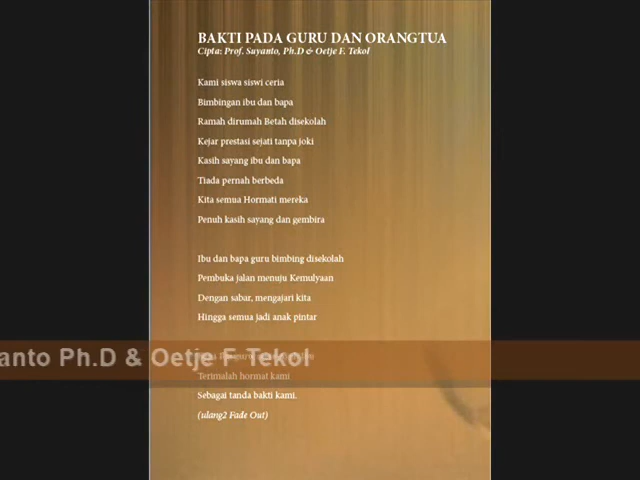 BAKTI PADA GURU DAN ORANGTUA
Cipta: Prof. Suyanto, Ph.D & Oetje F. Tekol
Kami siswa siswi ceria
Bimbingan ibu dan bapa
Ramah dirumah Betah disekolah
Kejar prestasi sejati tanpa joki
Kasih sayang ibu dan bapa
Tiada pernah berbeda
Kita semua Hormati mereka
Penuh kasih sayang dan gembira
Ibu dan bapa guru bimbing disekolah
Pembuka jalan menuju Kemulyaan
Dengan sabar, mengajari kita
Hingga semua jadi anak pintar
anto Ph.D & Oetje F Tekol
Terimalah hormat kami
Sebagai tanda bakti kami.
(ulang2 Fade Out)